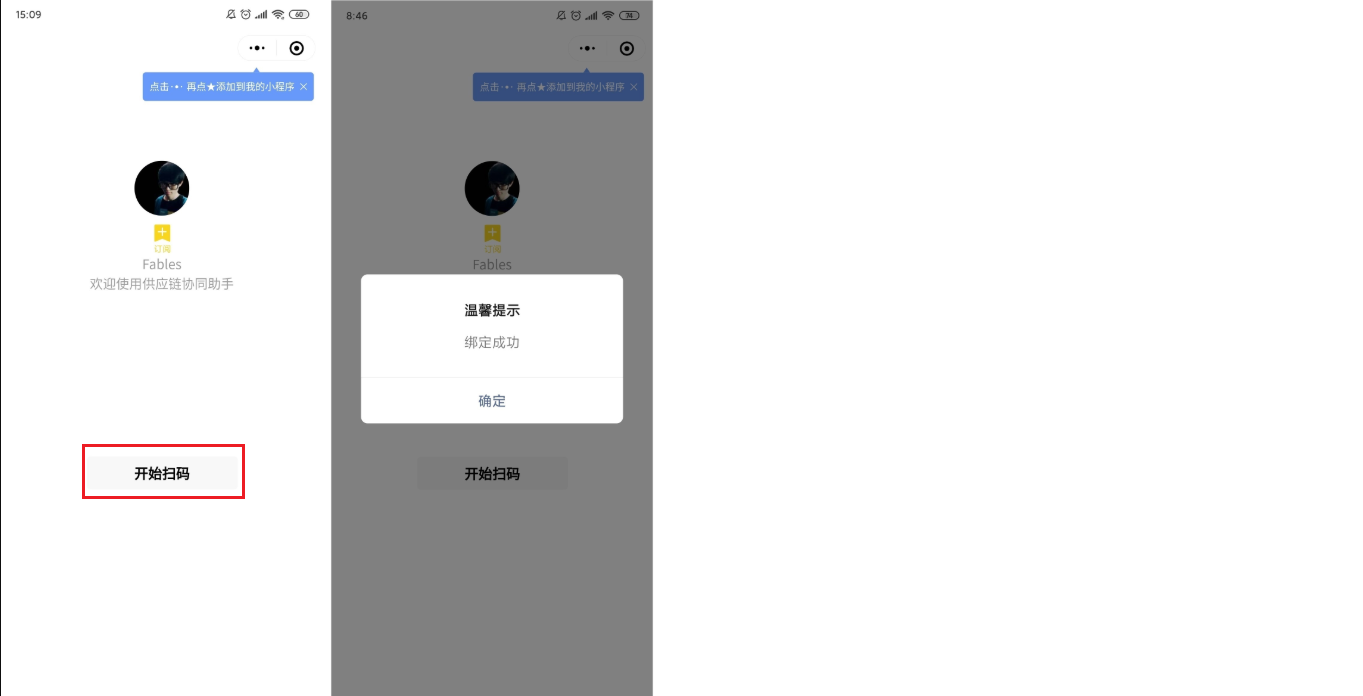 15:09
60
点击·•· 再点★添加到我的小程序 ×
订阅
Fables
欢迎使用供应链协同助手
开始扫码
8:46
74
点击·•· 再点★添加到我的小程序 ×
订阅
Fables
温馨提示
绑定成功
确定
开始扫码